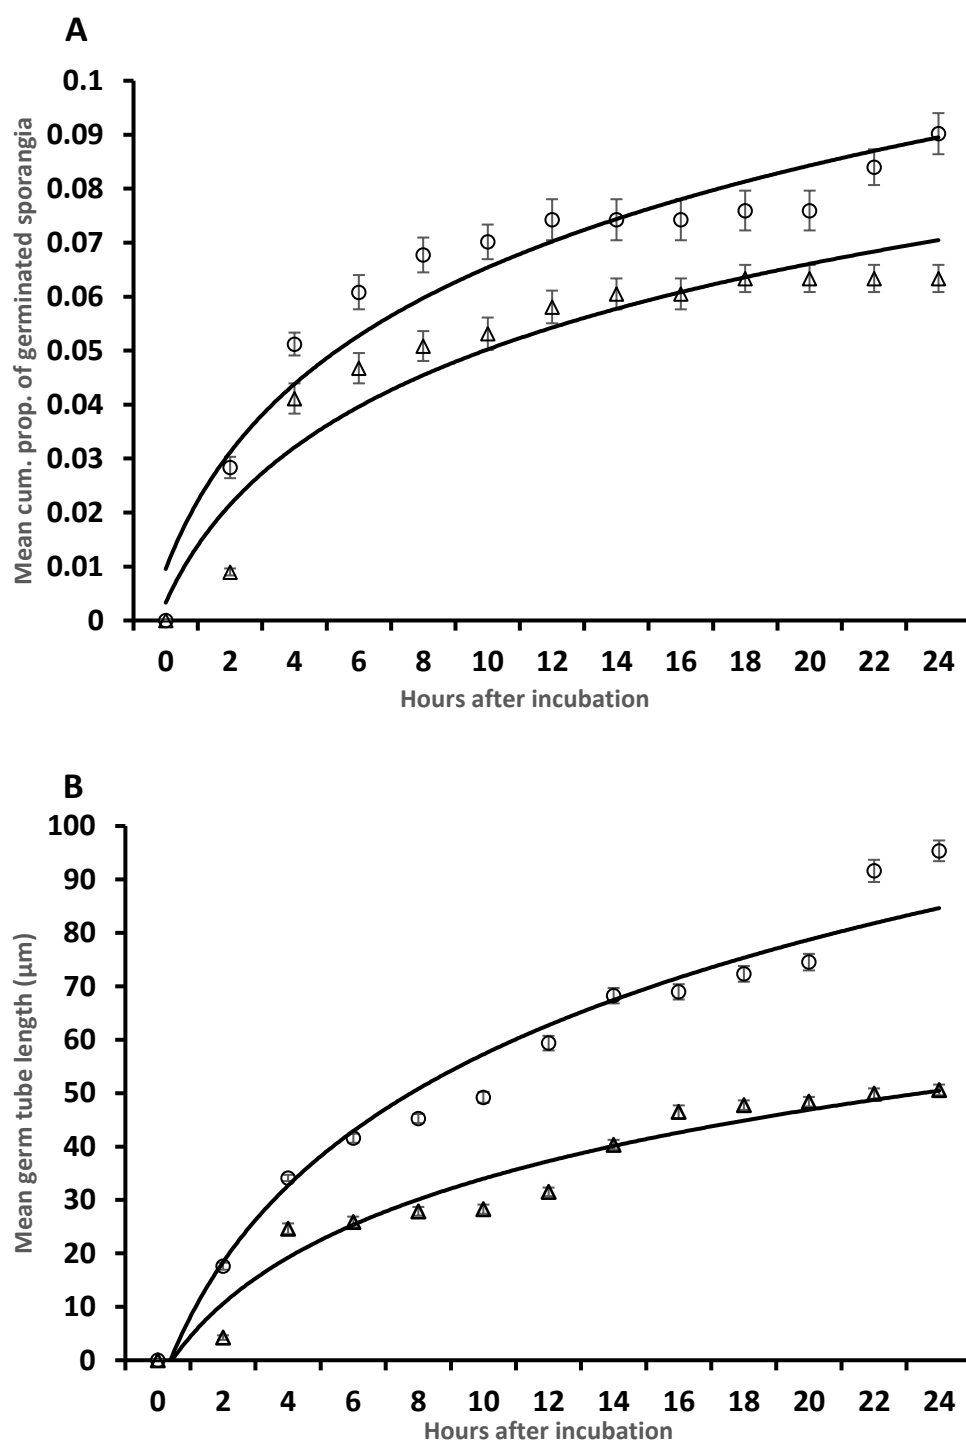 A
0.1
0.09
0.08
0.07
0.06
0.05
0.04
0.03
0.02
0.01
0
Mean cum. prop. of germinated sporangia
0 2 4 6 8 10 12 14 16 18 20 22 24
Hours after incubation
B
100
90
80
70
60
50
40
30
20
10
0
Mean germ tube length (µm)
0 2 4 6 8 10 12 14 16 18 20 22 24
Hours after incubation